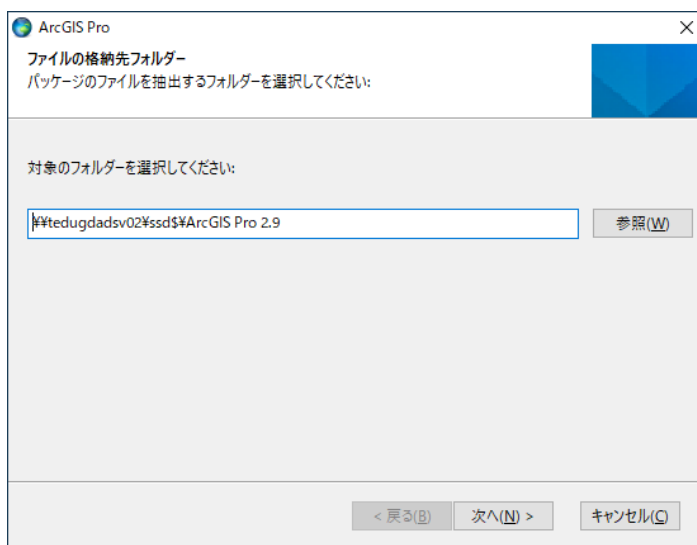 ArcGIS Pro
ファイルの格納先フォルダー
パッケージのファイルを抽出するフォルダーを選択してください:
対象のフォルダーを選択してください:
¥¥tedugdadsv02¥ssd$¥ArcGIS Pro 2.9
参照(W)
< 戻る(B)
次へ(N) >
キャンセル(C)